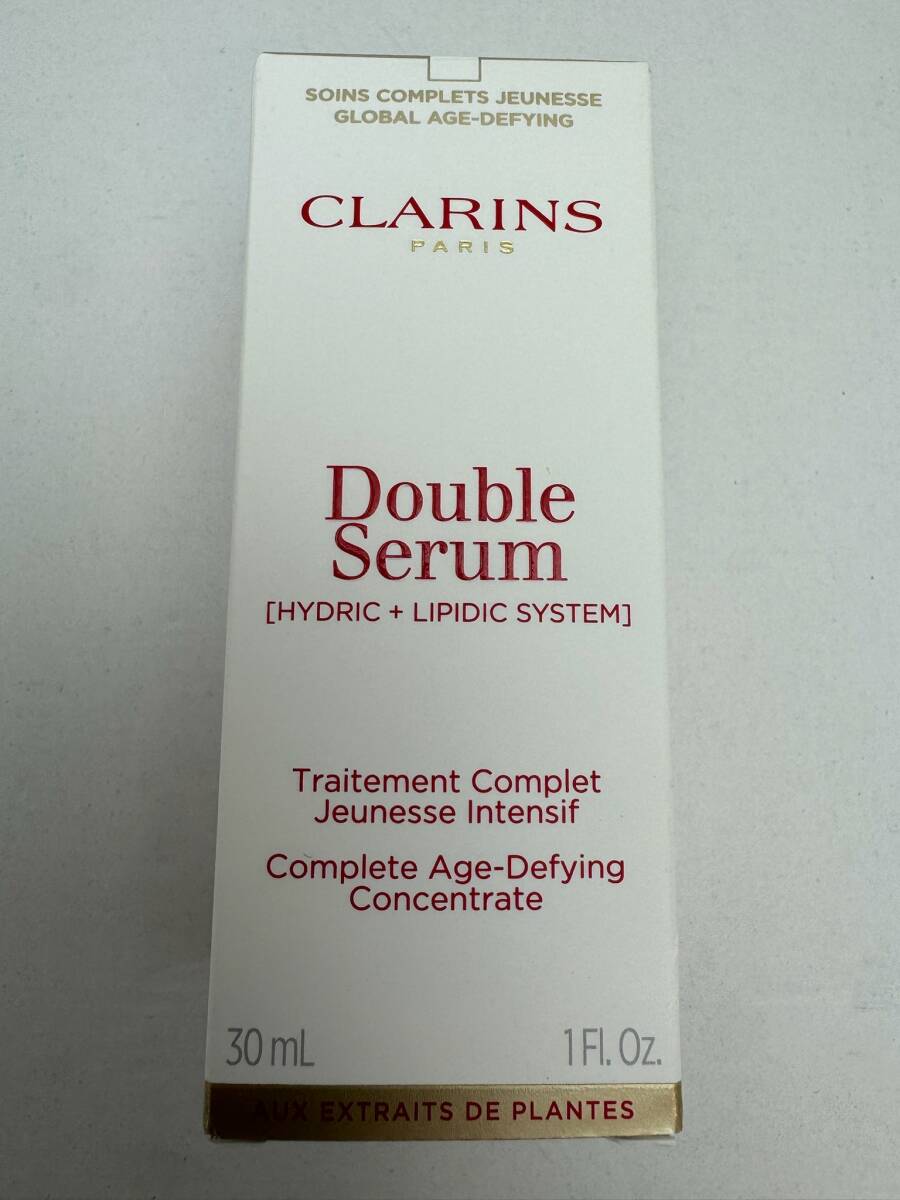 SOINS COMPLETS JEUNESSE
GLOBAL AGE-DEFYING
CLARINS
PARIS
Double
Serum
[HYDRIC + LIPIDIC SYSTEM]
Traitement Complet
Jeunesse Intensif
Complete Age-Defying
Concentrate
30 mL 1 Fl. Oz.
AUX EXTRAITS DE PLANTES